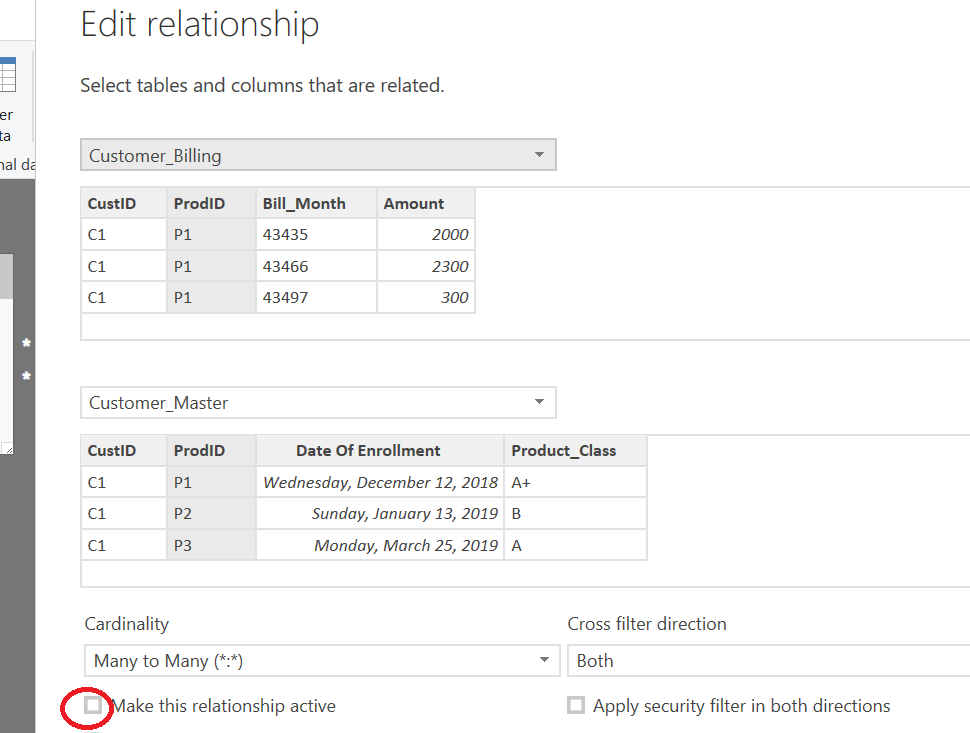 Edit relationship
Select tables and columns that are related.
er
ta
nal da
Customer_Billing
CustID ProdID Bill_Month Amount
C1 P1 43435 2000
C1 P1 43466 2300
C1 P1 43497 300
*
*
Customer_Master
CustID ProdID Date Of Enrollment Product_Class
C1 P1 Wednesday, December 12, 2018 A+
C1 P2 Sunday, January 13, 2019 B
C1 P3 Monday, March 25, 2019 A
Cardinality Cross filter direction
Many to Many (*:*) Both
Make this relationship active Apply security filter in both directions